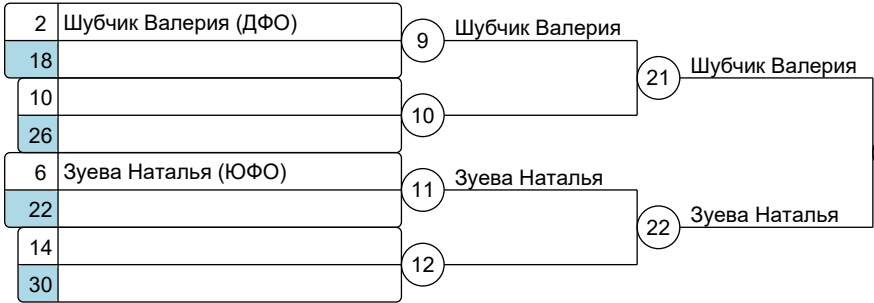 2 Шубчик Валерия (ДФО)
9 Шубчик Валерия
18
21 Шубчик Валерия
10
10
26
6 Зуева Наталья (ЮФО)
11 Зуева Наталья
22
22 Зуева Наталья
14
12
30